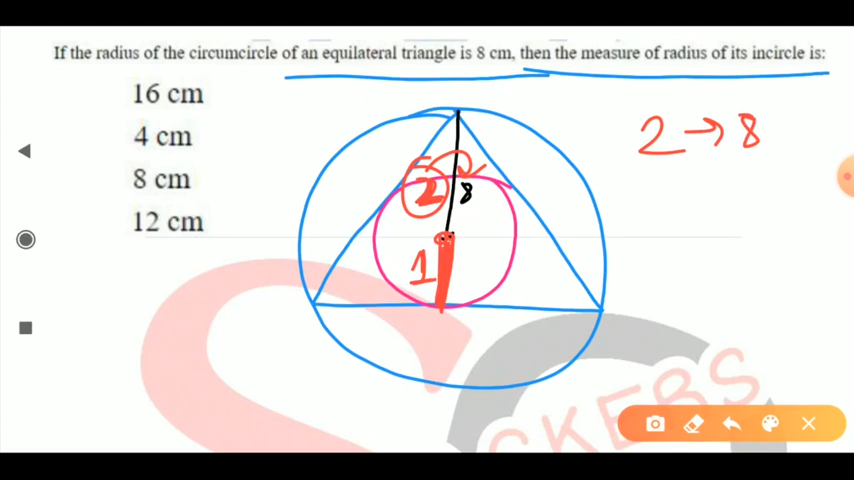 If the radius of the circumcircle of an equilateral triangle is 8 cm, then the measure of radius of its incircle is:
16 cm
4 cm
8 cm
12 cm
2 → 8
2
8
1
CKERS